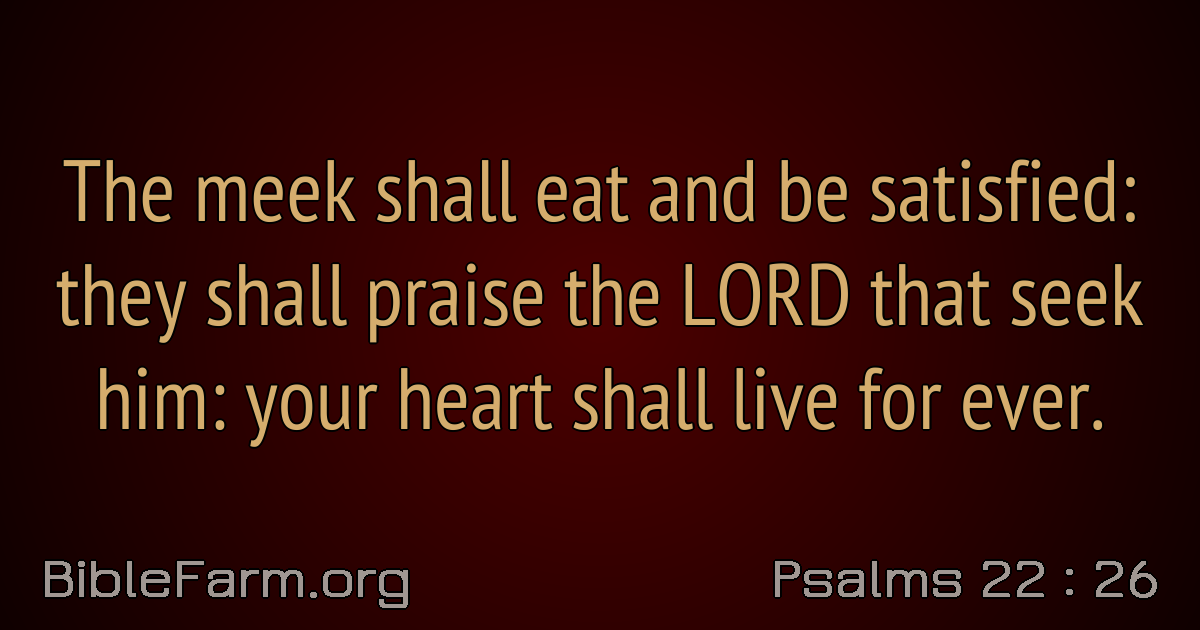 The meek shall eat and be satisfied:
they shall praise the LORD that seek
him: your heart shall live for ever.
BibleFarm.org
Psalms 22 : 26